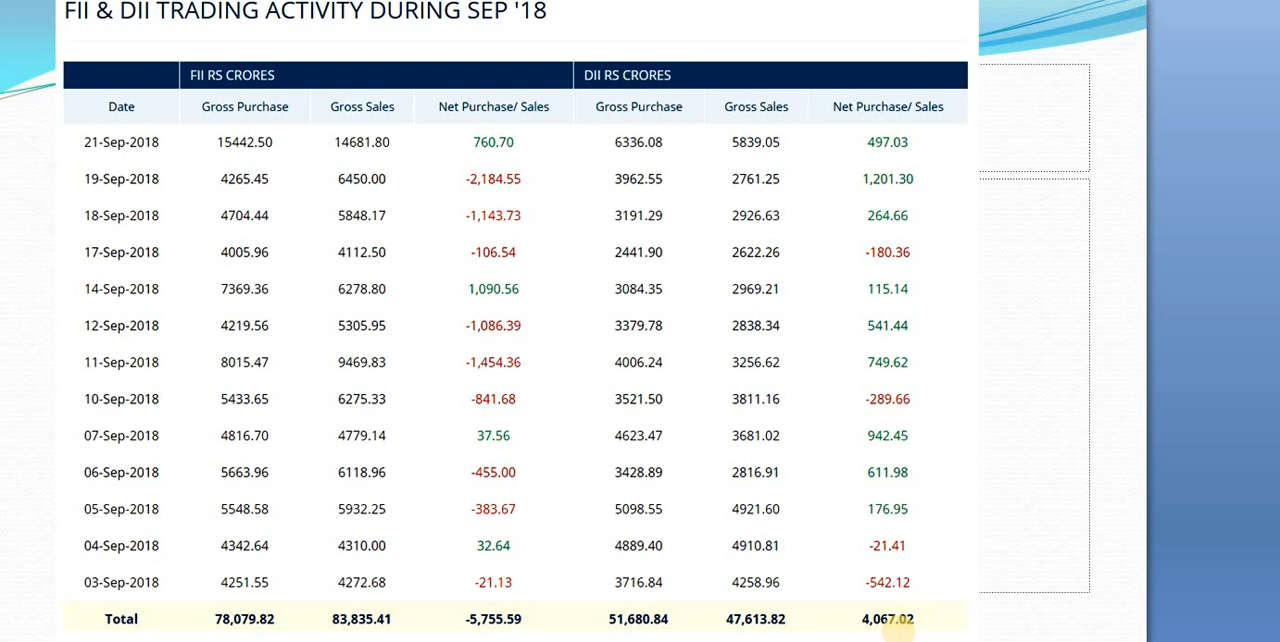 FII & DII TRADING ACTIVITY DURING SEP '18
FII RS CRORES DII RS CRORES
Date Gross Purchase Gross Sales Net Purchase/ Sales Gross Purchase Gross Sales Net Purchase/ Sales
21-Sep-2018 15442.50 14681.80 760.70 6336.08 5839.05 497.03
19-Sep-2018 4265.45 6450.00 -2,184.55 3962.55 2761.25 1,201.30
18-Sep-2018 4704.44 5848.17 -1,143.73 3191.29 2926.63 264.66
17-Sep-2018 4005.96 4112.50 -106.54 2441.90 2622.26 -180.36
14-Sep-2018 7369.36 6278.80 1,090.56 3084.35 2969.21 115.14
12-Sep-2018 4219.56 5305.95 -1,086.39 3379.78 2838.34 541.44
11-Sep-2018 8015.47 9469.83 -1,454.36 4006.24 3256.62 749.62
10-Sep-2018 5433.65 6275.33 -841.68 3521.50 3811.16 -289.66
07-Sep-2018 4816.70 4779.14 37.56 4623.47 3681.02 942.45
06-Sep-2018 5663.96 6118.96 -455.00 3428.89 2816.91 611.98
05-Sep-2018 5548.58 5932.25 -383.67 5098.55 4921.60 176.95
04-Sep-2018 4342.64 4310.00 32.64 4889.40 4910.81 -21.41
03-Sep-2018 4251.55 4272.68 -21.13 3716.84 4258.96 -542.12
Total 78,079.82 83,835.41 -5,755.59 51,680.84 47,613.82 4,067.02